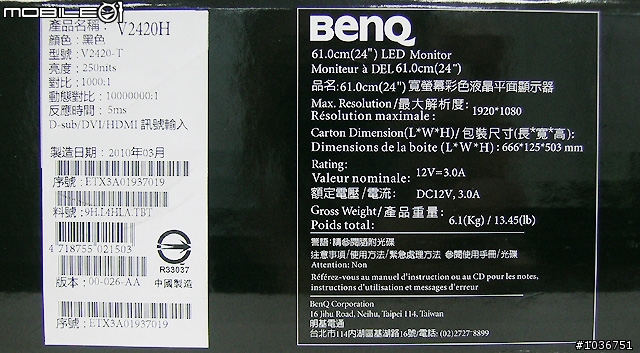 MOBILE01
產品名稱: V2420H
顏色: 黑色
型號: V2420-T
亮度: 250nits
對比: 1000:1
動態對比: 10000000:1
反應時間: 5ms
D-sub/DVI/HDMI 訊號輸入
製造日期: 2010年03月
序號: ETX3A01937019
料號: 9H.L4HLA.TBT
4 718755 021503
R33037
版本: 00-026-AA
中國製造
序號: ETX3A01937019
BenQ
61.0cm(24") LED Monitor
Moniteur à DEL 61.0cm(24")
品名:61.0cm(24") 寬螢幕彩色液晶平面顯示器
Max. Resolution/最大解析度: 1920*1080
Résolution maximale:
Carton Dimension(L*W*H)/包裝尺寸(長*寬*高):
Dimensions de la boite (L*W*H): 666*125*503 mm
Rating:
Valeur nominale: 12V⎓3.0A
額定電壓/電流: DC12V, 3.0A
Gross Weight/產品重量: 6.1(Kg) / 13.45(lb)
Poids total:
警語:請參閱隨附光碟
注意事項/使用方法/緊急處理方法 參閱使用手冊/光碟
Attention: Non
Référez-vous au manuel d'instruction ou au CD pour les notes,
instructions d'utilisation et messages d'erreur
BenQ Corporation
16 Jihu Road, Neihu, Taipei 114, Taiwan
明基電通
台北市114內湖區基湖路16號/電話: (02)2727-8899
#1036751